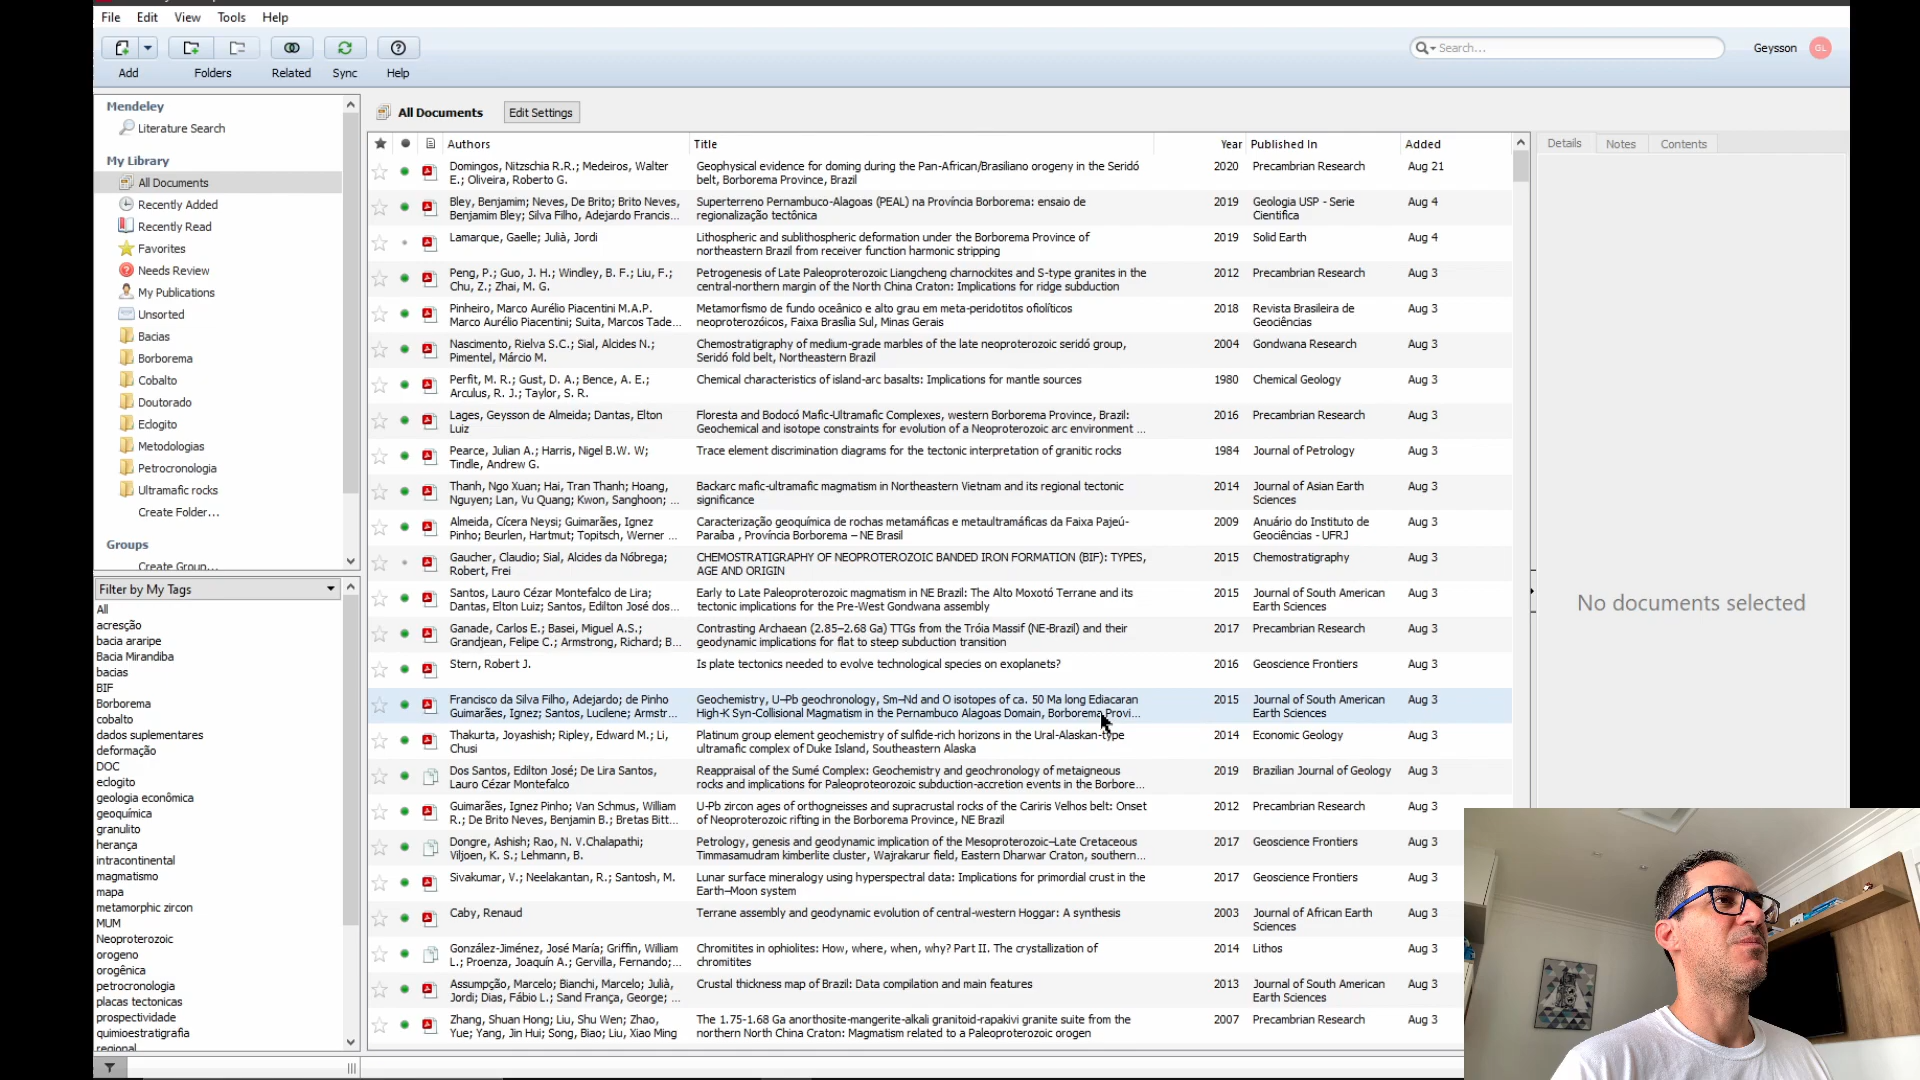 File Edit View Tools Help
Add Folders Related Sync Help
Search...
Geysson GL
Mendeley
Literature Search
My Library
All Documents
Recently Added
Recently Read
Favorites
Needs Review
My Publications
Unsorted
Bacias
Borborema
Cobalto
Doutorado
Eclogito
Metodologias
Petrocronologia
Ultramafic rocks
Create Folder...
Groups
Create Group...
Filter by My Tags
All
acresção
bacia araripe
Bacia Mirandiba
bacias
BIF
Borborema
cobalto
dados suplementares
deformação
DOC
eclogito
geologia econômica
geoquímica
granulito
herança
intracontinental
magmatismo
mapa
metamorphic zircon
MUM
Neoproterozoic
orogeno
orogênica
petrocronologia
placas tectonicas
prospectividade
quimioestratigrafia
regional
All Documents Edit Settings
Authors Title Year Published In Added
Domingos, Nitzschia R.R.; Medeiros, Walter Geophysical evidence for doming during the Pan-African/Brasiliano orogeny in the Seridó 2020 Precambrian Research Aug 21
E.; Oliveira, Roberto G. belt, Borborema Province, Brazil
Bley, Benjamim; Neves, De Brito; Brito Neves, Superterreno Pernambuco-Alagoas (PEAL) na Província Borborema: ensaio de 2019 Geologia USP - Serie Aug 4
Benjamim Bley; Silva Filho, Adejardo Francis... regionalização tectônica Cientifica
Lamarque, Gaelle; Julià, Jordi Lithospheric and sublithospheric deformation under the Borborema Province of 2019 Solid Earth Aug 4
northeastern Brazil from receiver function harmonic stripping
Peng, P.; Guo, J. H.; Windley, B. F.; Liu, F.; Petrogenesis of Late Paleoproterozoic Liangcheng charnockites and S-type granites in the 2012 Precambrian Research Aug 3
Chu, Z.; Zhai, M. G. central-northern margin of the North China Craton: Implications for ridge subduction
Pinheiro, Marco Aurélio Piacentini M.A.P. Metamorfismo de fundo oceânico e alto grau em meta-peridotitos ofiolíticos 2018 Revista Brasileira de Aug 3
Marco Aurélio Piacentini; Suita, Marcos Tade... neoproterozóicos, Faixa Brasília Sul, Minas Gerais Geociências
Nascimento, Rielva S.C.; Sial, Alcides N.; Chemostratigraphy of medium-grade marbles of the late neoproterozoic seridó group, 2004 Gondwana Research Aug 3
Pimentel, Márcio M. Seridó fold belt, Northeastern Brazil
Perfit, M. R.; Gust, D. A.; Bence, A. E.; Chemical characteristics of island-arc basalts: Implications for mantle sources 1980 Chemical Geology Aug 3
Arculus, R. J.; Taylor, S. R.
Lages, Geysson de Almeida; Dantas, Elton Floresta and Bodocó Mafic-Ultramafic Complexes, western Borborema Province, Brazil: 2016 Precambrian Research Aug 3
Luiz Geochemical and isotope constraints for evolution of a Neoproterozoic arc environment ...
Pearce, Julian A.; Harris, Nigel B.W. W; Trace element discrimination diagrams for the tectonic interpretation of granitic rocks 1984 Journal of Petrology Aug 3
Tindle, Andrew G.
Thanh, Ngo Xuan; Hai, Tran Thanh; Hoang, Backarc mafic-ultramafic magmatism in Northeastern Vietnam and its regional tectonic 2014 Journal of Asian Earth Aug 3
Nguyen; Lan, Vu Quang; Kwon, Sanghoon; ... significance Sciences
Almeida, Cícera Neysi; Guimarães, Ignez Caracterização geoquímica de rochas metamáficas e metaultramáficas da Faixa Pajeú- 2009 Anuário do Instituto de Aug 3
Pinho; Beurlen, Hartmut; Topitsch, Werner ... Paraíba , Província Borborema – NE Brasil Geociências - UFRJ
Gaucher, Claudio; Sial, Alcides da Nóbrega; CHEMOSTRATIGRAPHY OF NEOPROTEROZOIC BANDED IRON FORMATION (BIF): TYPES, 2015 Chemostratigraphy Aug 3
Robert, Frei AGE AND ORIGIN
Santos, Lauro Cézar Montefalco de Lira; Early to Late Paleoproterozoic magmatism in NE Brazil: The Alto Moxotó Terrane and its 2015 Journal of South American Aug 3
Dantas, Elton Luiz; Santos, Edilton José dos... tectonic implications for the Pre-West Gondwana assembly Earth Sciences
Ganade, Carlos E.; Basei, Miguel A.S.; Contrasting Archaean (2.85–2.68 Ga) TTGs from the Tróia Massif (NE-Brazil) and their 2017 Precambrian Research Aug 3
Grandjean, Felipe C.; Armstrong, Richard; B... geodynamic implications for flat to steep subduction transition
Stern, Robert J. Is plate tectonics needed to evolve technological species on exoplanets? 2016 Geoscience Frontiers Aug 3
Francisco da Silva Filho, Adejardo; de Pinho Geochemistry, U–Pb geochronology, Sm–Nd and O isotopes of ca. 50 Ma long Ediacaran 2015 Journal of South American Aug 3
Guimarães, Ignez; Santos, Lucilene; Armstr... High-K Syn-Collisional Magmatism in the Pernambuco Alagoas Domain, Borborema Provi... Earth Sciences
Thakurta, Joyashish; Ripley, Edward M.; Li, Platinum group element geochemistry of sulfide-rich horizons in the Ural-Alaskan-type 2014 Economic Geology Aug 3
Chusi ultramafic complex of Duke Island, Southeastern Alaska
Dos Santos, Edilton José; De Lira Santos, Reappraisal of the Sumé Complex: Geochemistry and geochronology of metaigneous 2019 Brazilian Journal of Geology Aug 3
Lauro Cézar Montefalco rocks and implications for Paleoproterozoic subduction-accretion events in the Borbore...
Guimarães, Ignez Pinho; Van Schmus, William U-Pb zircon ages of orthogneisses and supracrustal rocks of the Cariris Velhos belt: Onset 2012 Precambrian Research Aug 3
R.; De Brito Neves, Benjamin B.; Bretas Bitt... of Neoproterozoic rifting in the Borborema Province, NE Brazil
Dongre, Ashish; Rao, N. V.Chalapathi; Petrology, genesis and geodynamic implication of the Mesoproterozoic–Late Cretaceous 2017 Geoscience Frontiers
Viljoen, K. S.; Lehmann, B. Timmasamudram kimberlite cluster, Wajrakarur field, Eastern Dharwar Craton, southern... Aug 3
Sivakumar, V.; Neelakantan, R.; Santosh, M. Lunar surface mineralogy using hyperspectral data: Implications for primordial crust in the 2017 Geoscience Frontiers Aug 3
Earth–Moon system
Caby, Renaud Terrane assembly and geodynamic evolution of central-western Hoggar: A synthesis 2003 Journal of African Earth Aug 3
Sciences
González-Jiménez, José María; Griffin, William Chromitites in ophiolites: How, where, when, why? Part II. The crystallization of 2014 Lithos Aug 3
L.; Proenza, Joaquín A.; Gervilla, Fernando;... chromitites
Assumpção, Marcelo; Bianchi, Marcelo; Julià, Crustal thickness map of Brazil: Data compilation and main features 2013 Journal of South American Aug 3
Jordi; Dias, Fábio L.; Sand França, George; ... Earth Sciences
Zhang, Shuan Hong; Liu, Shu Wen; Zhao, The 1.75-1.68 Ga anorthosite-mangerite-alkali granitoid-rapakivi granite suite from the 2007 Precambrian Research Aug 3
Yue; Yang, Jin Hui; Song, Biao; Liu, Xiao Ming northern North China Craton: Magmatism related to a Paleoproterozoic orogen
Details Notes Contents
No documents selected